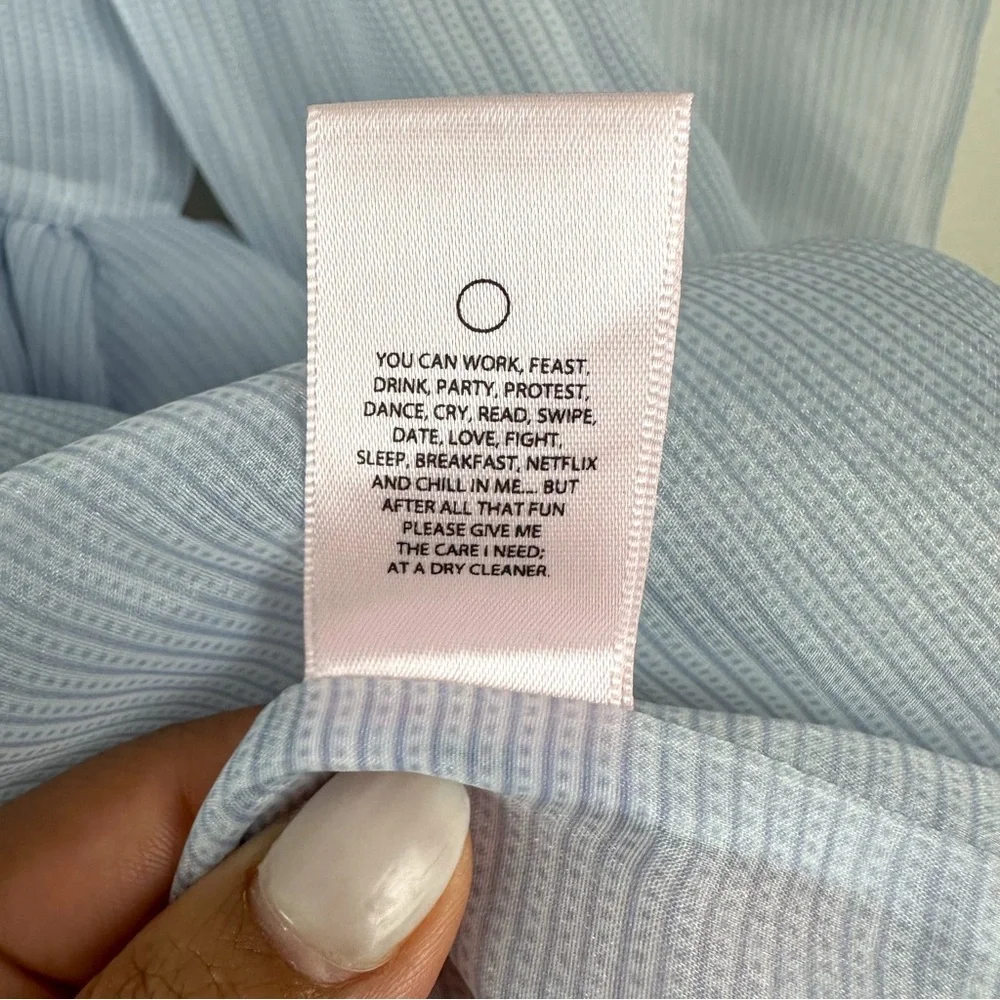 YOU CAN WORK, FEAST,
DRINK, PARTY, PROTEST,
DANCE, CRY, READ, SWIPE,
DATE, LOVE, FIGHT,
SLEEP, BREAKFAST, NETFLIX
AND CHILL IN ME.... BUT
AFTER ALL THAT FUN
PLEASE GIVE ME
THE CARE I NEED;
AT A DRY CLEANER.